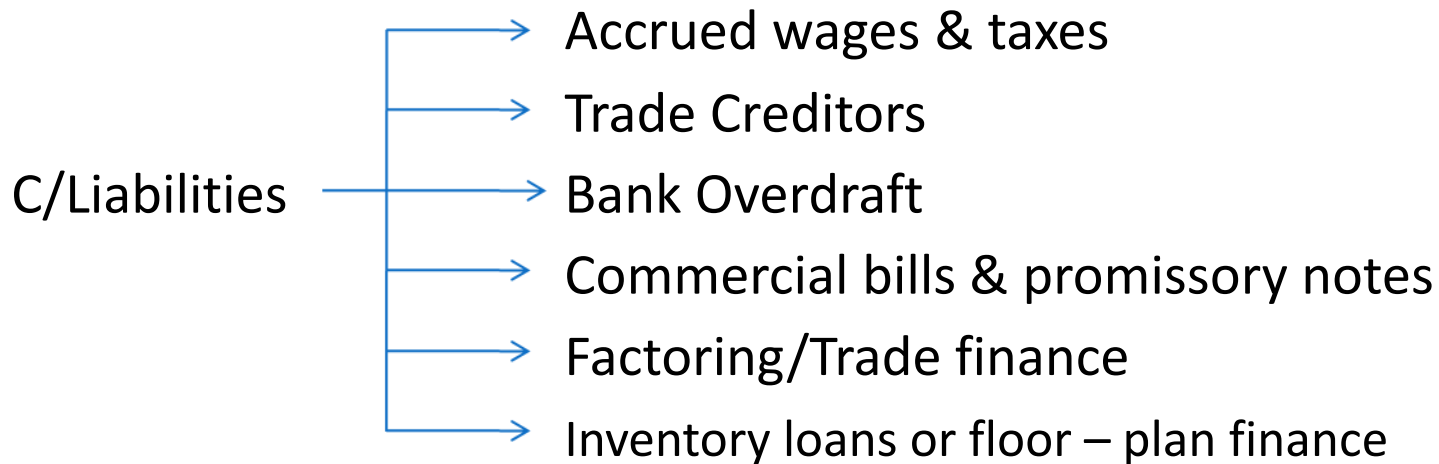 Accrued wages & taxes
Trade Creditors
C/Liabilities
Bank Overdraft
Commercial bills & promissory notes
Factoring/Trade finance
Inventory loans or floor – plan finance